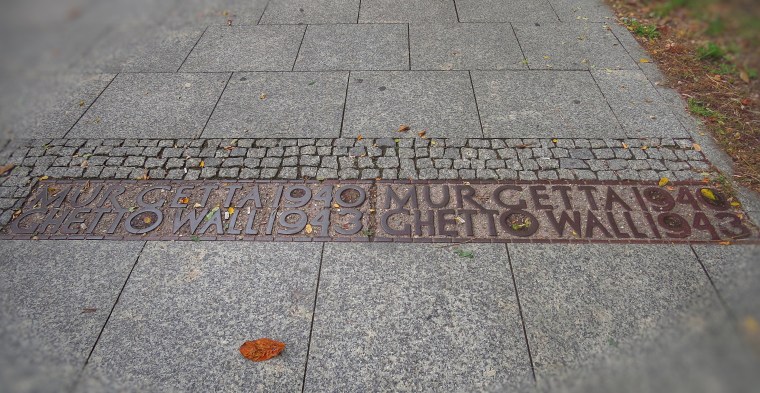 MUR GETTA 1940 MUR GETTA 1940
GHETTO WALL 1943 GHETTO WALL 1943